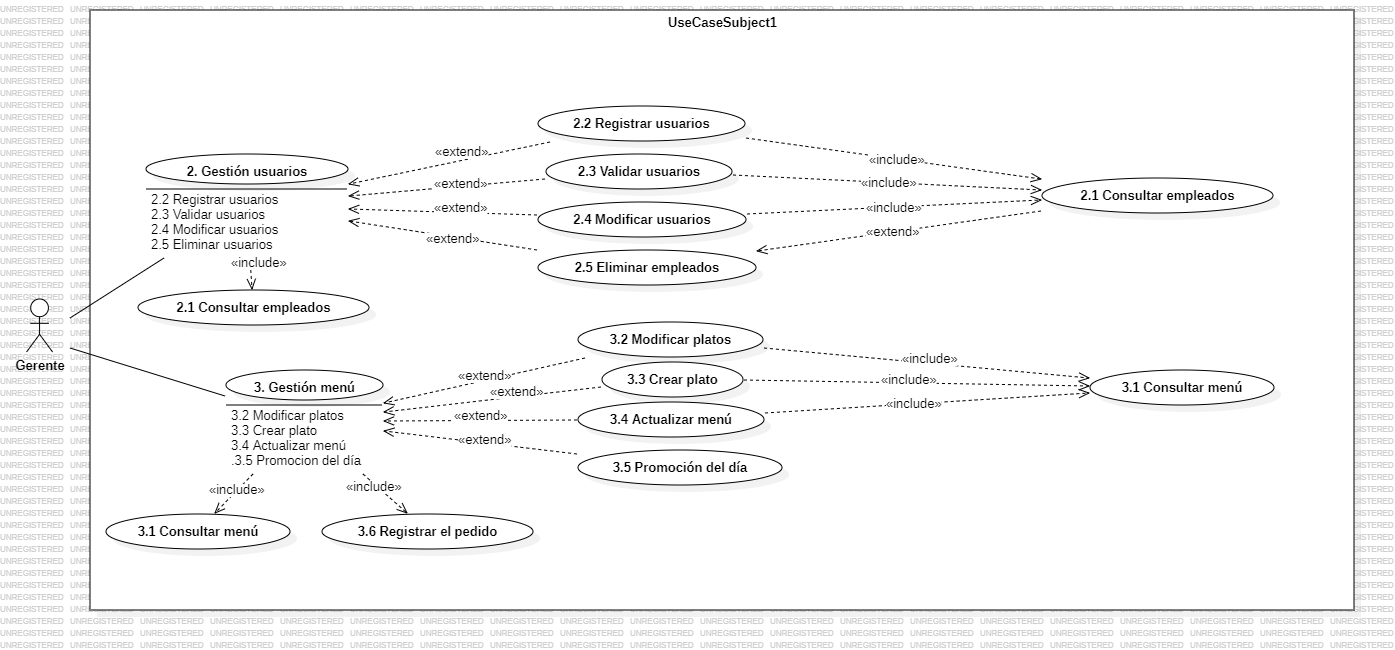 UseCaseSubject1
2.2 Registrar usuarios
«extend»
«include»
2. Gestión usuarios
2.3 Validar usuarios
«extend»
«include»
2.1 Consultar empleados
2.2 Registrar usuarios
2.3 Validar usuarios
2.4 Modificar usuarios
2.5 Eliminar usuarios
«extend»
2.4 Modificar usuarios
«include»
«extend»
«extend»
2.5 Eliminar empleados
«include»
2.1 Consultar empleados
Gerente
3.2 Modificar platos
«include»
«extend»
3. Gestión menú
3.3 Crear plato
«include»
3.1 Consultar menú
«extend»
3.2 Modificar platos
3.3 Crear plato
3.4 Actualizar menú
.3.5 Promocion del día
«extend»
3.4 Actualizar menú
«include»
«extend»
3.5 Promoción del día
«include»
«include»
3.1 Consultar menú
3.6 Registrar el pedido
UNREGISTERED